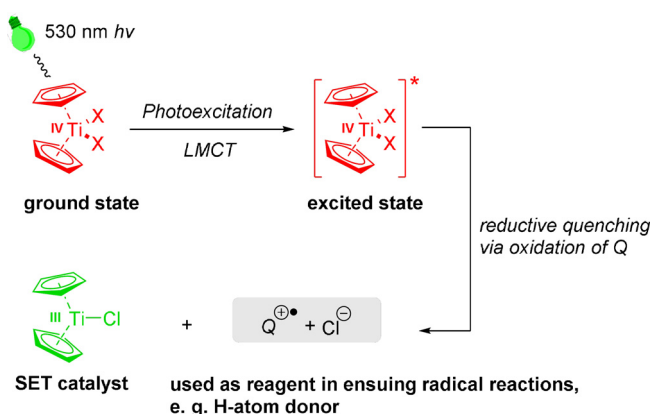 530 nm hv
IV Ti X X
Photoexcitation
LMCT
IV Ti X X *
ground state
excited state
reductive quenching
via oxidation of Q
III Ti Cl
+
Q⊕• + Cl⊖
SET catalyst
used as reagent in ensuing radical reactions,
e. g. H-atom donor